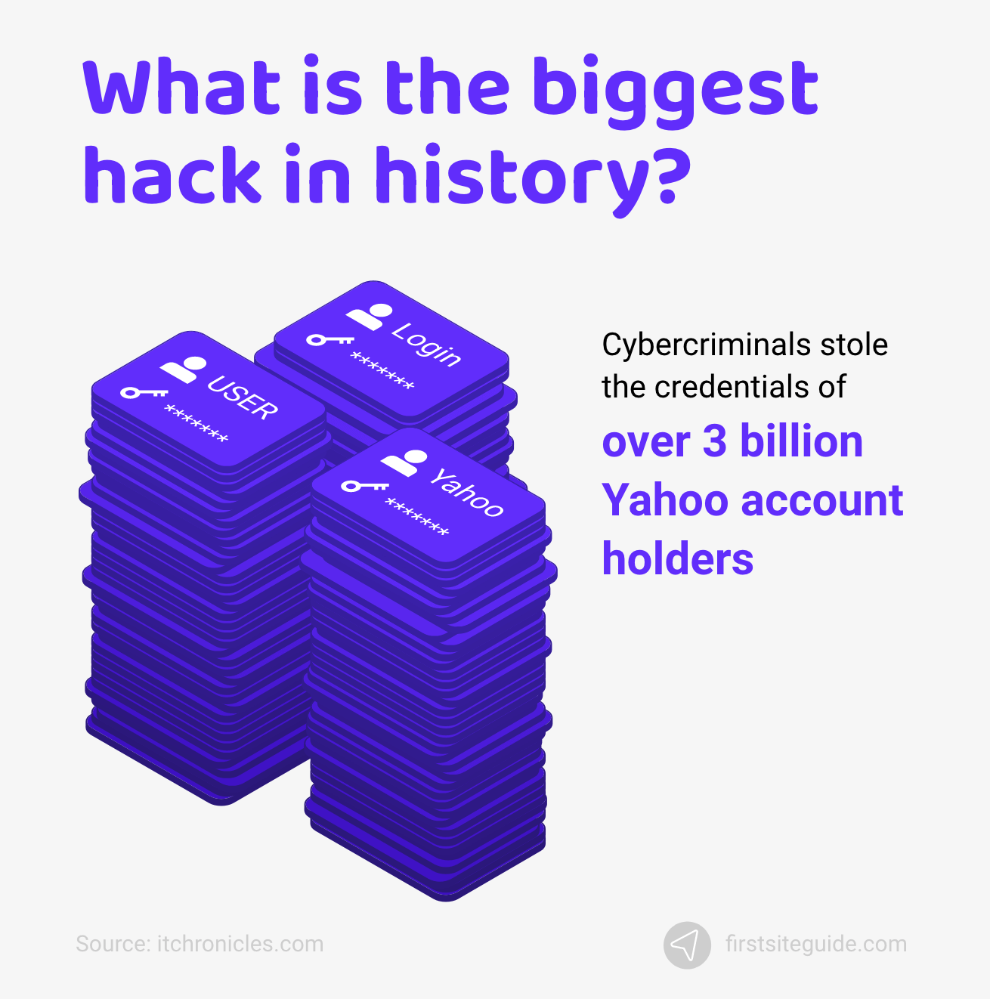 What is the biggest
hack in history?
Login
*******
USER
*******
Yahoo
*******
Cybercriminals stole
the credentials of
over 3 billion
Yahoo account
holders
Source: itchronicles.com
firstsiteguide.com